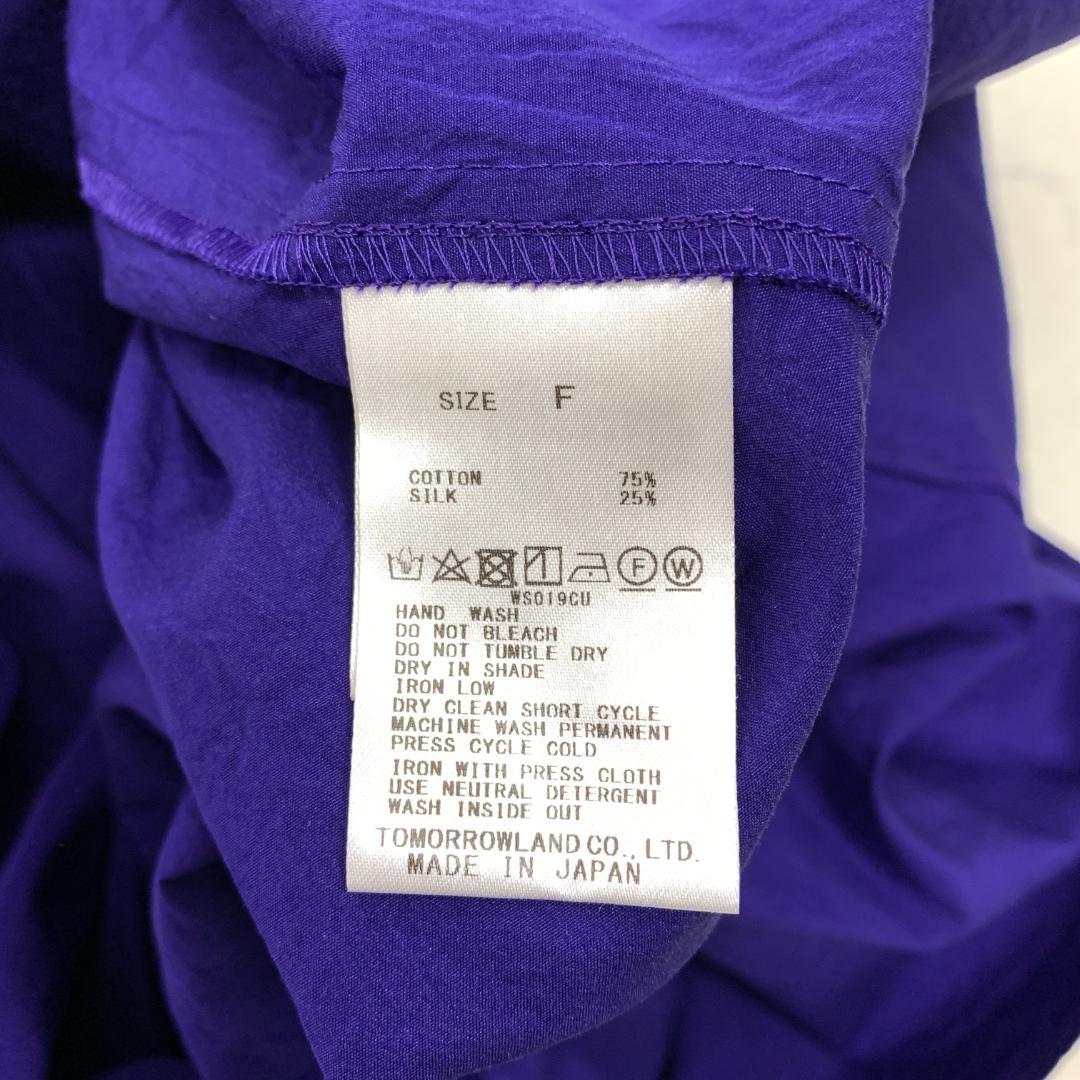 SIZE F
COTTON 75%
SILK 25%
F W
WS019CU
HAND WASH
DO NOT BLEACH
DO NOT TUMBLE DRY
DRY IN SHADE
IRON LOW
DRY CLEAN SHORT CYCLE
MACHINE WASH PERMANENT
PRESS CYCLE COLD
IRON WITH PRESS CLOTH
USE NEUTRAL DETERGENT
WASH INSIDE OUT
TOMORROWLAND CO., LTD.
MADE IN JAPAN